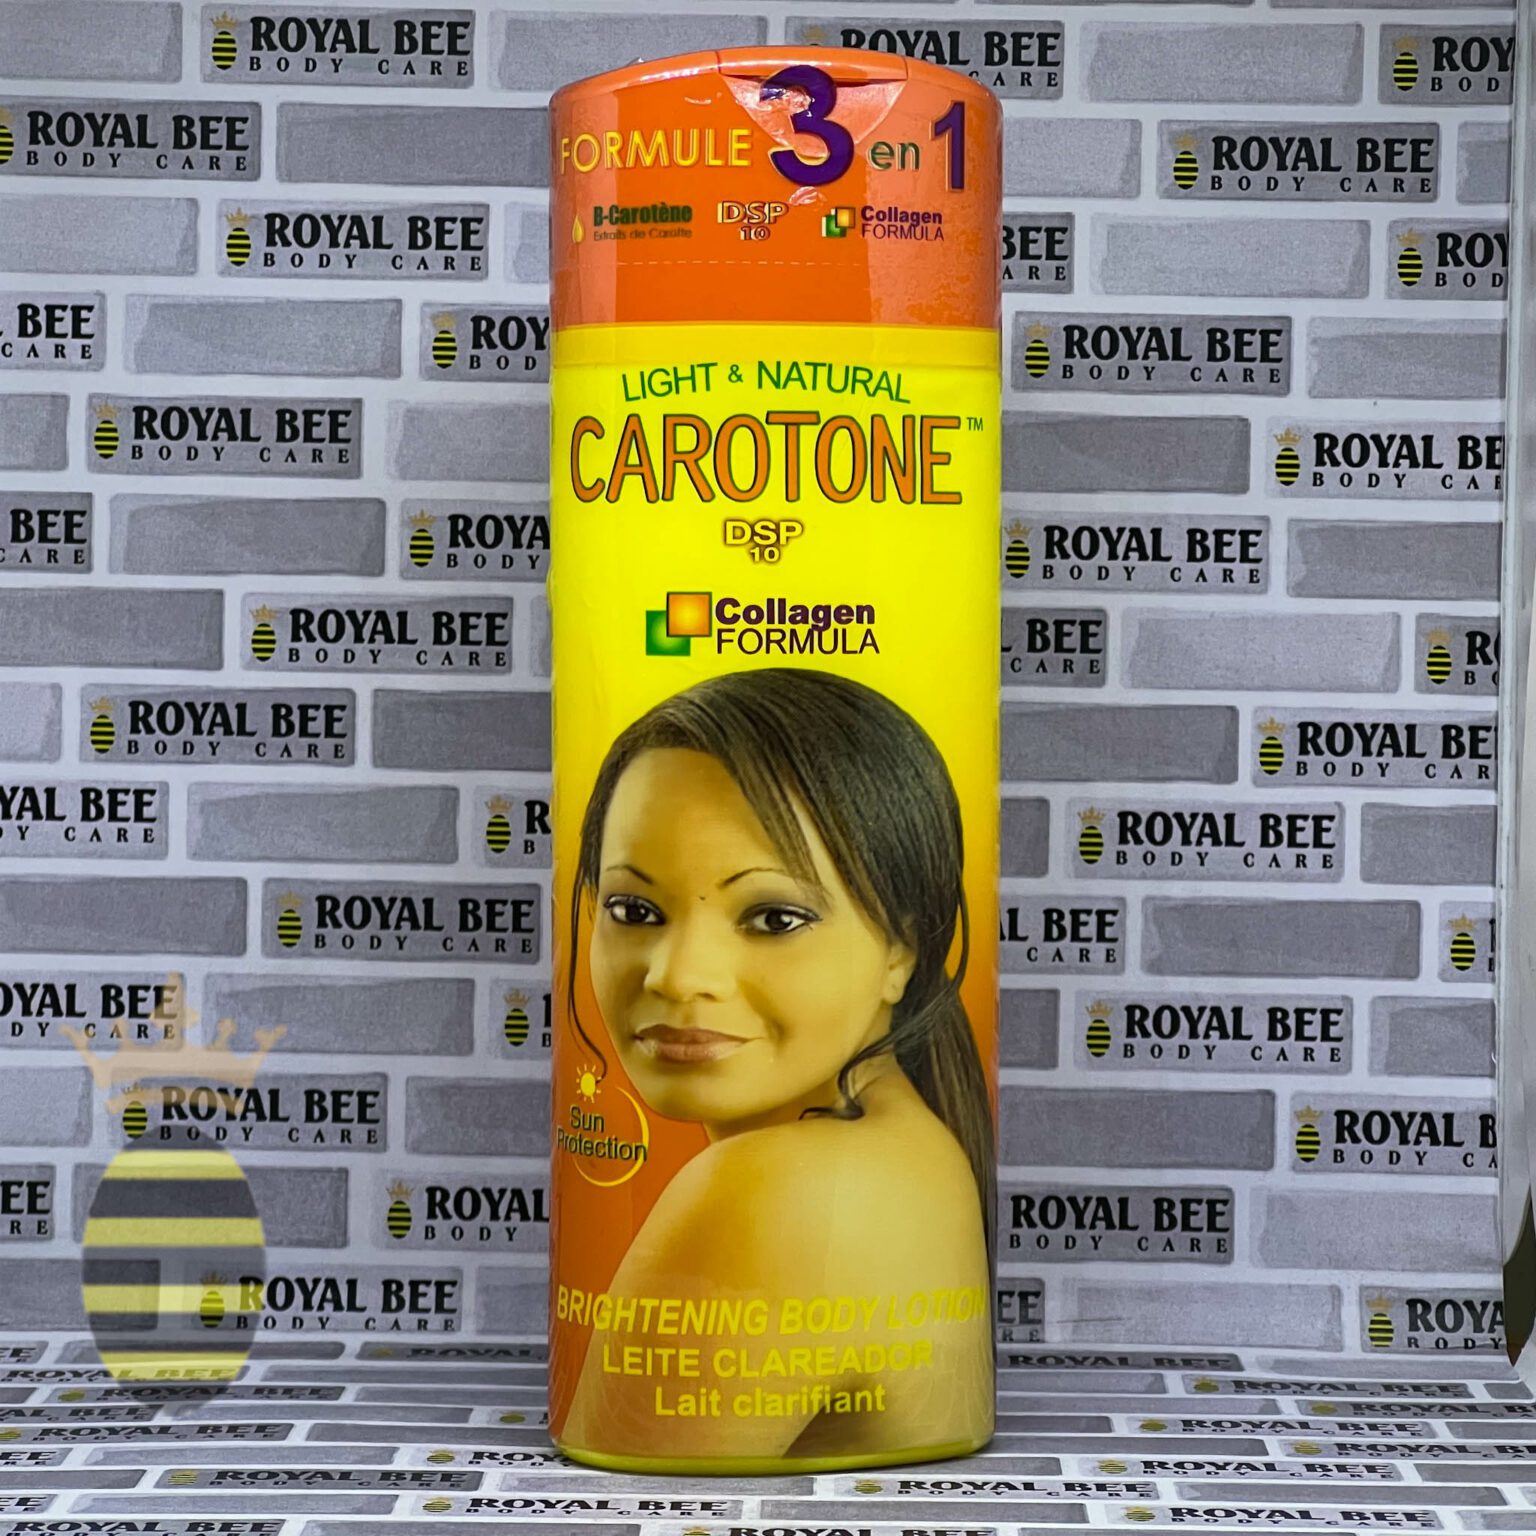 FORMULE 3 en 1
B-Carotène
Extraits de Carotte
DSP
10
Collagen
FORMULA
LIGHT & NATURAL
CAROTONE™
DSP
10
Collagen
FORMULA
Sun
Protection
BRIGHTENING BODY LOTION
LEITE CLAREADOR
Lait clarifiant
ROYAL BEE
BODY CARE